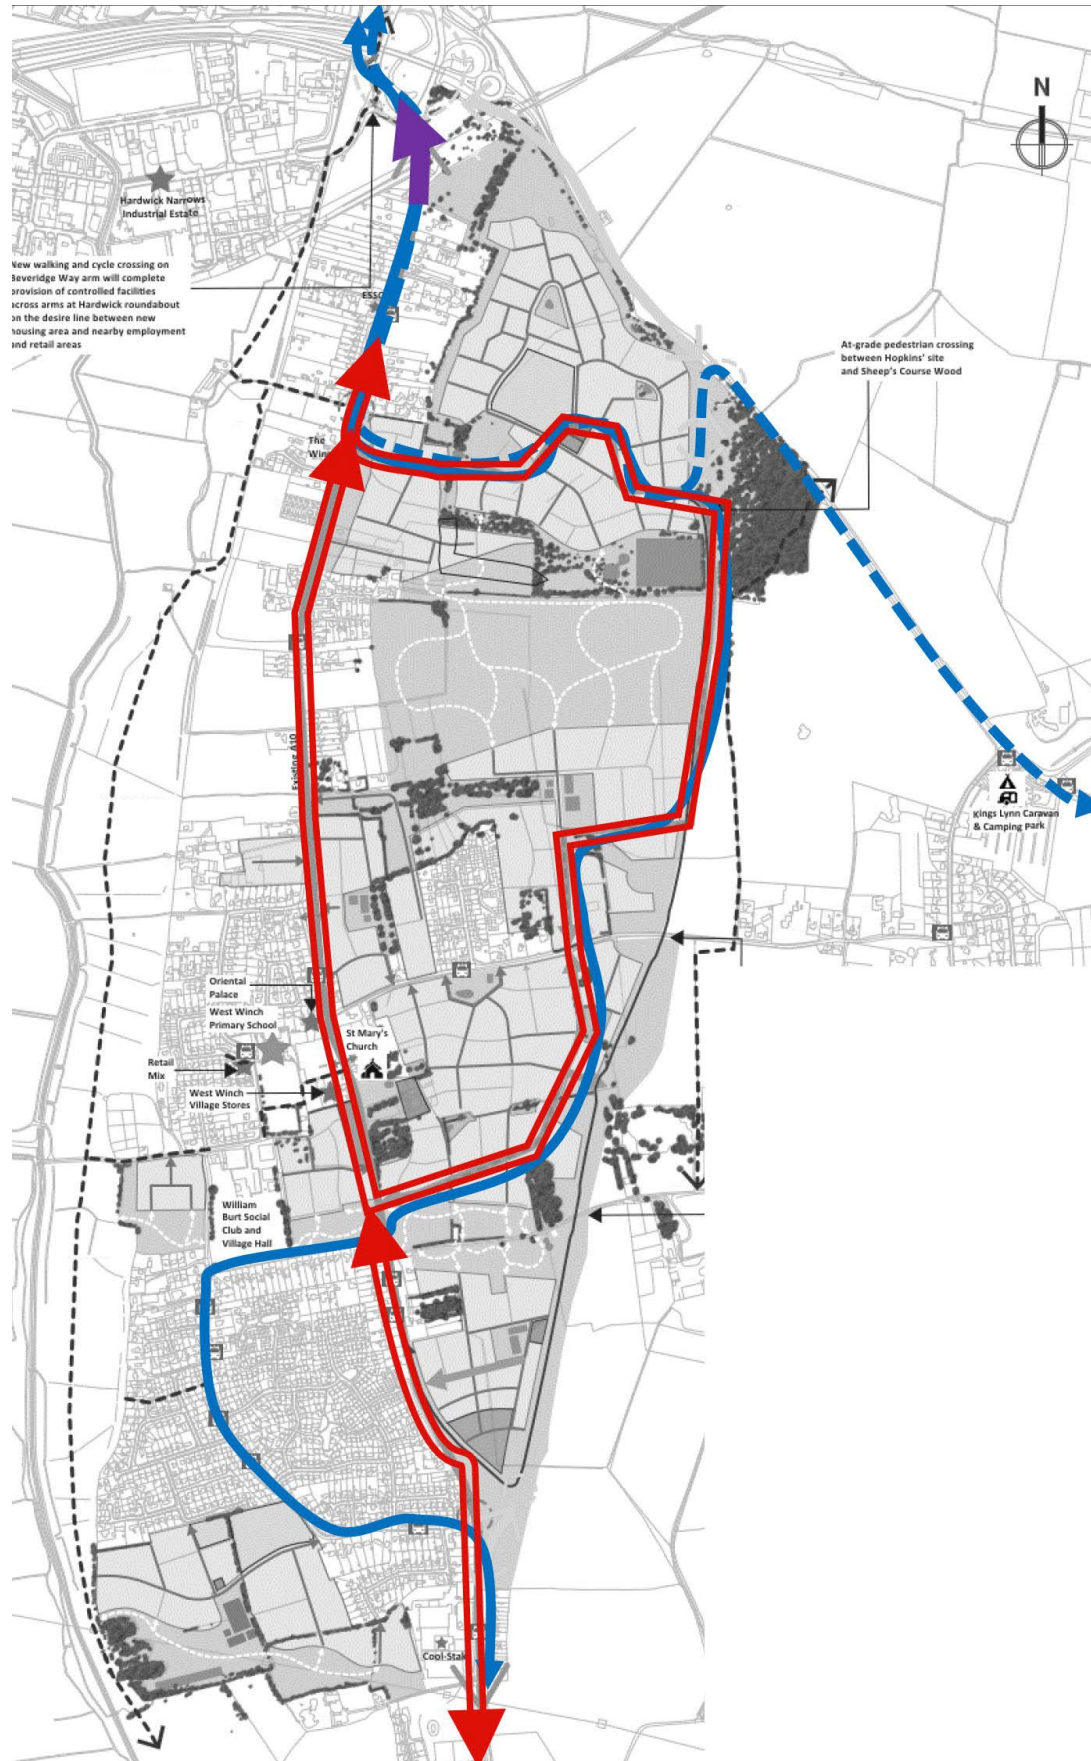 N
Hardwick Narrows
Industrial Estate
New walking and cycle crossing on
Beveridge Way arm will complete
provision of controlled facilities
across arms at Hardwick roundabout
on the desire line between new
housing area and nearby employment
and retail areas
ESSO
At-grade pedestrian crossing
between Hopkins' site
and Sheep's Course Wood
The
Existing A10
Kings Lynn Caravan
& Camping Park
Oriental
Palace
West Winch
Primary School
St Mary's
Church
Retail
Mix
West Winch
Village Stores
William
Burt Social
Club and
Village Hall
Cool-Stak